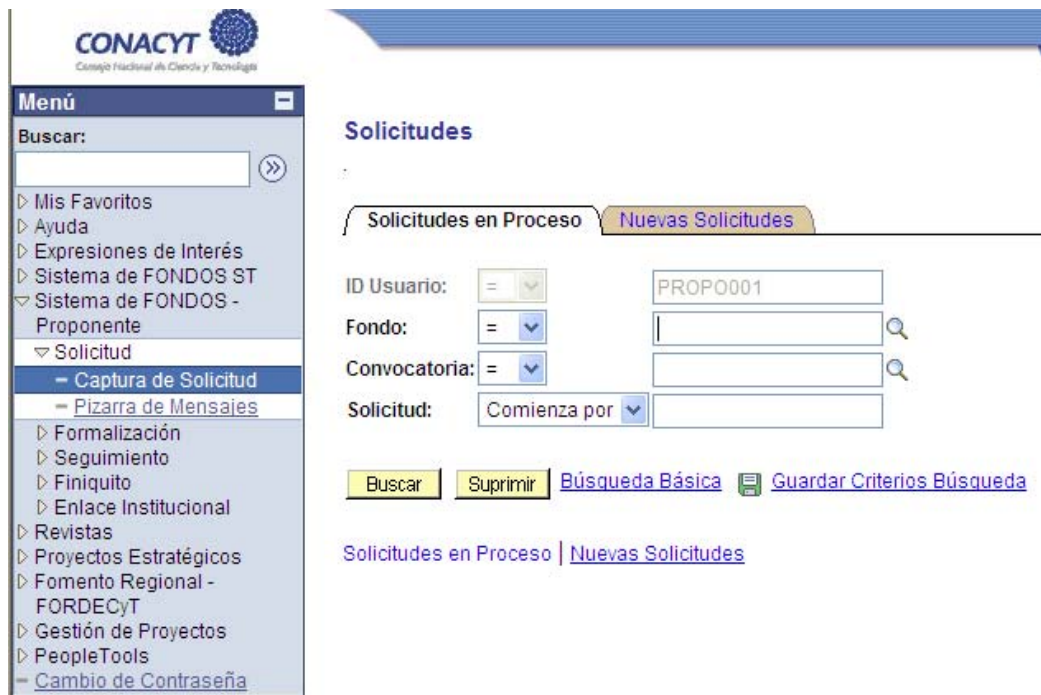 CONACYT
Consejo Nacional de Ciencia y Tecnología
Menú
Buscar:
Mis Favoritos
Ayuda
Expresiones de Interés
Sistema de FONDOS ST
Sistema de FONDOS -
Proponente
Solicitud
Captura de Solicitud
Pizarra de Mensajes
Formalización
Seguimiento
Finiquito
Enlace Institucional
Revistas
Proyectos Estratégicos
Fomento Regional -
FORDECyT
Gestión de Proyectos
PeopleTools
Cambio de Contraseña
Solicitudes
.
Solicitudes en Proceso Nuevas Solicitudes
ID Usuario: = PROPO001
Fondo: =
Convocatoria: =
Solicitud: Comienza por
Buscar Suprimir Búsqueda Básica Guardar Criterios Búsqueda
Solicitudes en Proceso | Nuevas Solicitudes